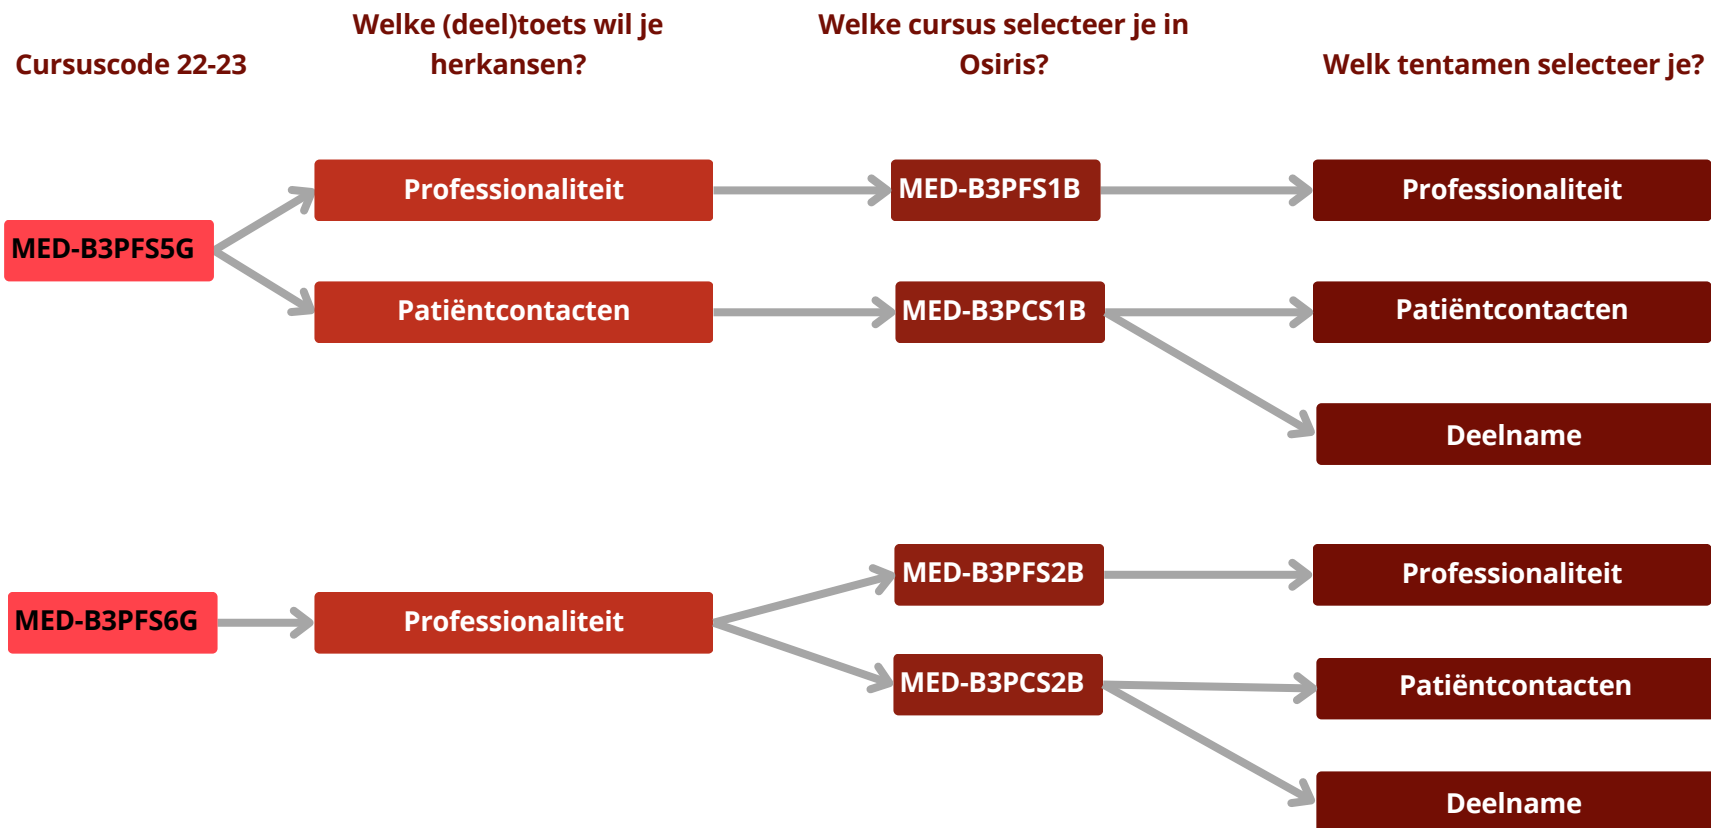 Welke (deel)toets wil je
herkansen?
Welke cursus selecteer je in
Osiris?
Cursuscode 22-23
Welk tentamen selecteer je?
Professionaliteit
MED-B3PFS1B
Professionaliteit
MED-B3PFS5G
Patiëntcontacten
MED-B3PCS1B
Patiëntcontacten
Deelname
MED-B3PFS2B
Professionaliteit
MED-B3PFS6G
Professionaliteit
MED-B3PCS2B
Patiëntcontacten
Deelname